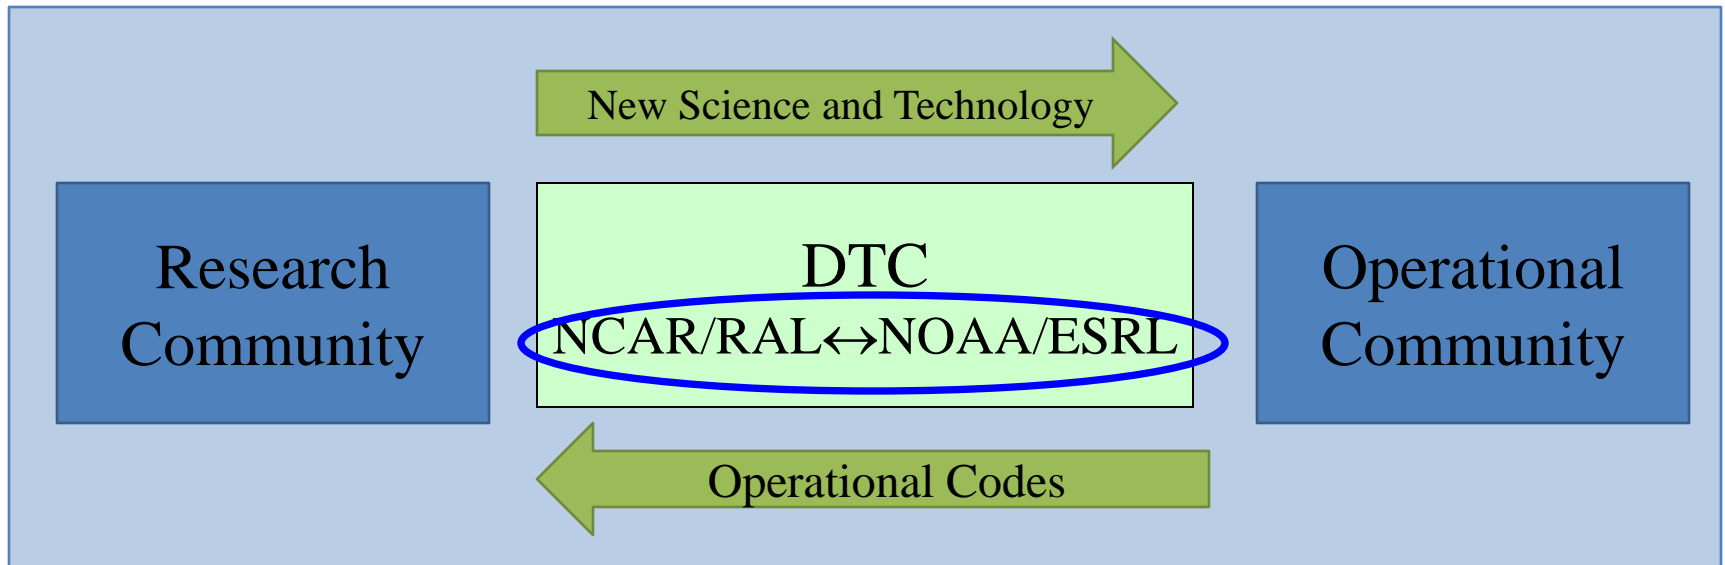 New Science and Technology
Research
Community
DTC
NCAR/RAL↔NOAA/ESRL
Operational
Community
Operational Codes